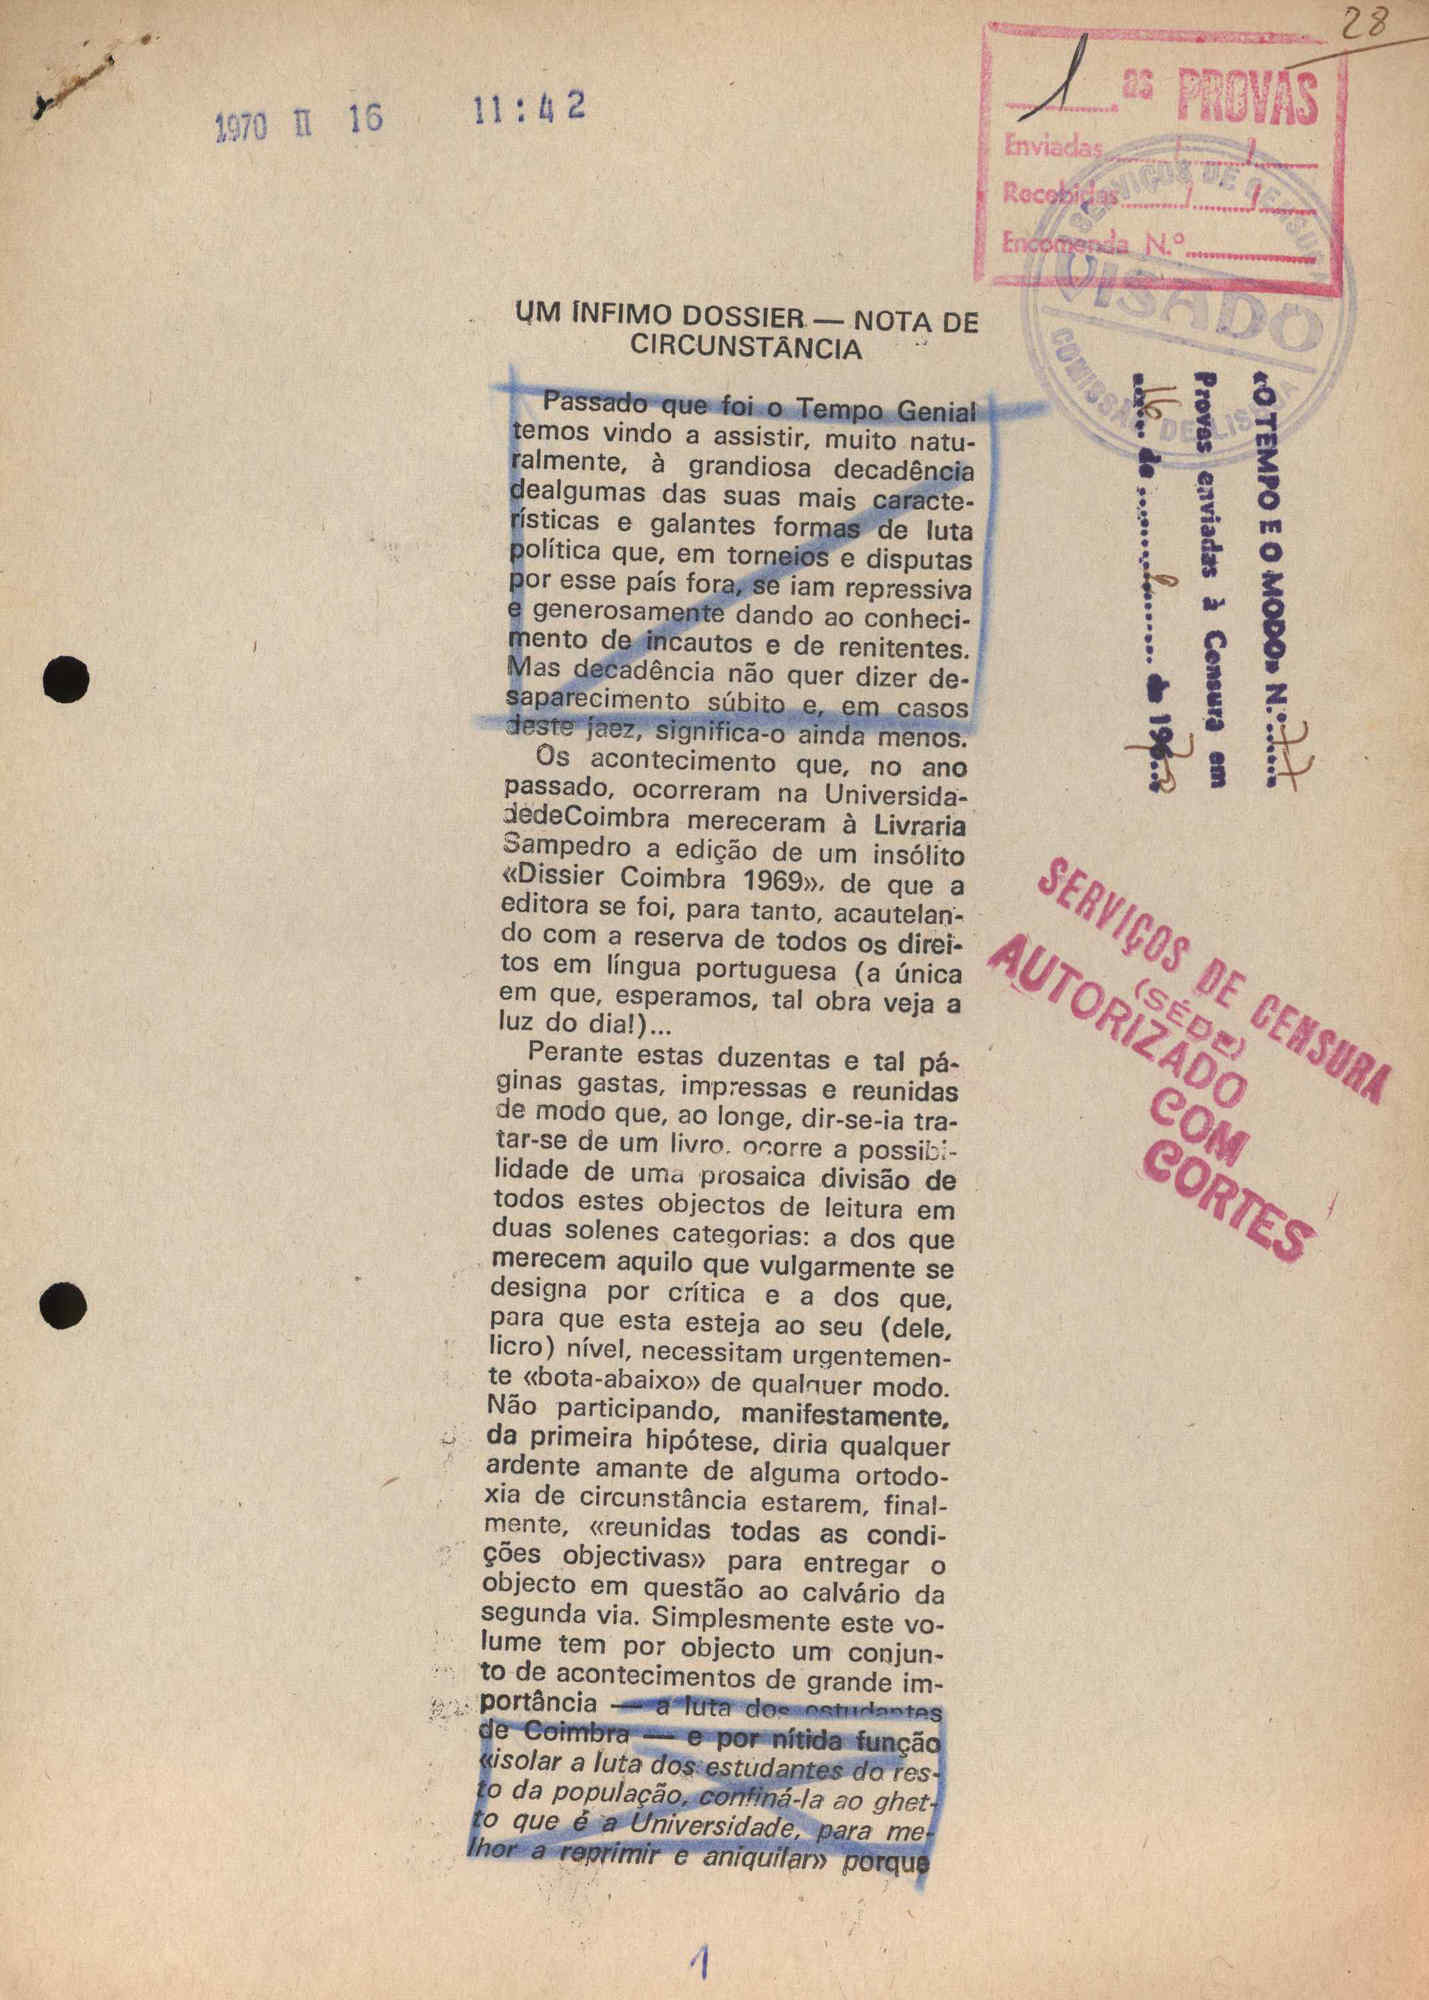 28
1970 II 16 11:42
1 as PROVAS
Enviadas / /
Recebidas / /
Encomenda N.º
SERVIÇOS DE CENSURA
VISADO
COMISSÃO DE LISBOA
«O TEMPO E O MODO» N.º 77
Provas enviadas à Censura em
16 de 2 de 1970
SERVIÇOS DE CENSURA
(SÉDE)
AUTORIZADO
COM
CORTES
UM ÍNFIMO DOSSIER — NOTA DE
CIRCUNSTÂNCIA
Passado que foi o Tempo Genial
temos vindo a assistir, muito natu-
ralmente, à grandiosa decadência
dealgumas das suas mais caracte-
rísticas e galantes formas de luta
política que, em torneios e disputas
por esse país fora, se iam repressiva
e generosamente dando ao conheci-
mento de incautos e de renitentes.
Mas decadência não quer dizer de-
saparecimento súbito e, em casos
deste jaez, significa-o ainda menos.
Os acontecimento que, no ano
passado, ocorreram na Universida-
dedeCoimbra mereceram à Livraria
Sampedro a edição de um insólito
«Dissier Coimbra 1969», de que a
editora se foi, para tanto, acautelan-
do com a reserva de todos os direi-
tos em língua portuguesa (a única
em que, esperamos, tal obra veja a
luz do dia!)...
Perante estas duzentas e tal pá-
ginas gastas, impressas e reunidas
de modo que, ao longe, dir-se-ia tra-
tar-se de um livro, ocorre a possibi-
lidade de uma prosaica divisão de
todos estes objectos de leitura em
duas solenes categorias: a dos que
merecem aquilo que vulgarmente se
designa por crítica e a dos que,
para que esta esteja ao seu (dele,
licro) nível, necessitam urgentemen-
te «bota-abaixo» de qualquer modo.
Não participando, manifestamente,
da primeira hipótese, diria qualquer
ardente amante de alguma ortodo-
xia de circunstância estarem, final-
mente, «reunidas todas as condi-
ções objectivas» para entregar o
objecto em questão ao calvário da
segunda via. Simplesmente este vo-
lume tem por objecto um conjun-
to de acontecimentos de grande im-
portância — a luta dos estudantes
de Coimbra — e por nítida função
«isolar a luta dos estudantes do res-
to da população, confiná-la ao ghet-
to que é a Universidade, para me-
lhor a reprimir e aniquilar» porque
1